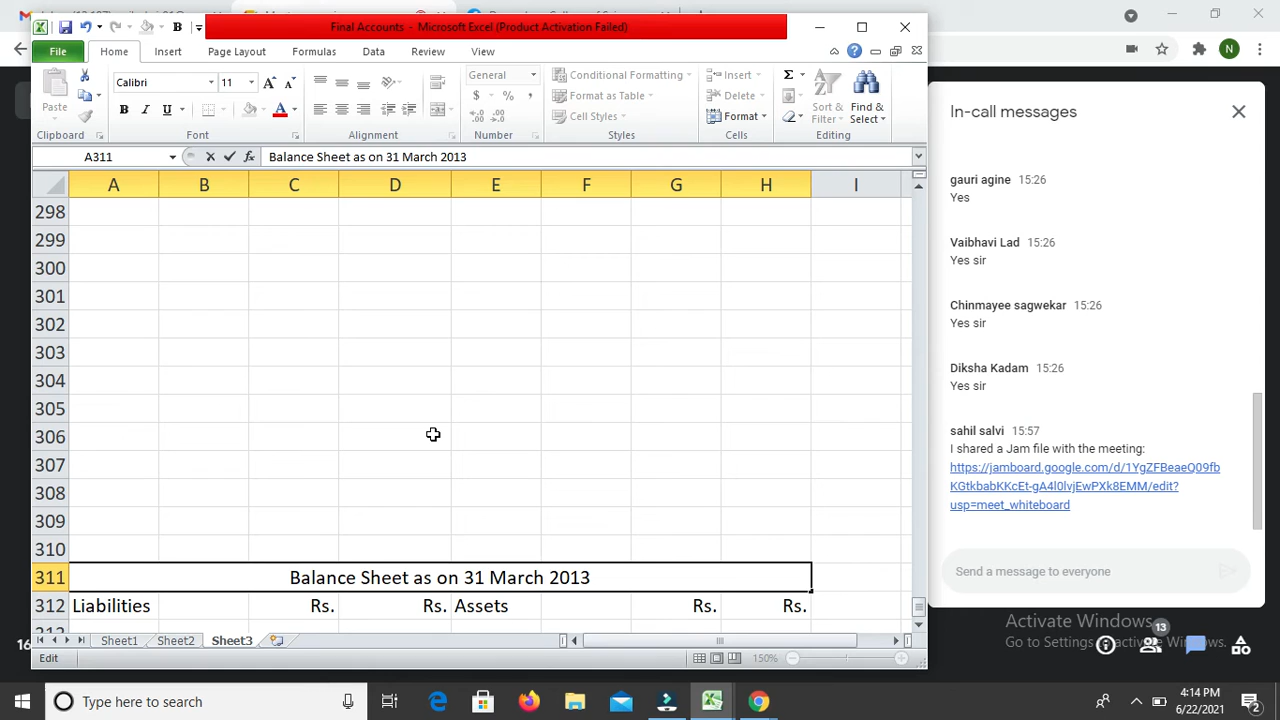 Final Accounts - Microsoft Excel (Product Activation Failed)
File Home Insert Page Layout Formulas Data Review View
N
Paste
Calibri 11
General
Conditional Formatting
Format as Table
Cell Styles
Insert
Delete
Format
Sort & Filter
Find & Select
Clipboard Font Alignment Number Styles Cells Editing
A311 Balance Sheet as on 31 March 2013
A B C D E F G H I
298
299
300
301
302
303
304
305
306
307
308
309
310
311 Balance Sheet as on 31 March 2013
312 Liabilities Rs. Rs. Assets Rs. Rs.
Sheet1 Sheet2 Sheet3
Edit 150%
In-call messages
gauri agine 15:26
Yes
Vaibhavi Lad 15:26
Yes sir
Chinmayee sagwekar 15:26
Yes sir
Diksha Kadam 15:26
Yes sir
sahil salvi 15:57
I shared a Jam file with the meeting:
https://jamboard.google.com/d/1YgZFBeaeQ09fb
KGtkbabKKcEt-gA4l0lvjEwPXk8EMM/edit?
usp=meet_whiteboard
Send a message to everyone
Activate Windows
Go to Settings to activate Windows.
13
Type here to search
4:14 PM
6/22/2021
2